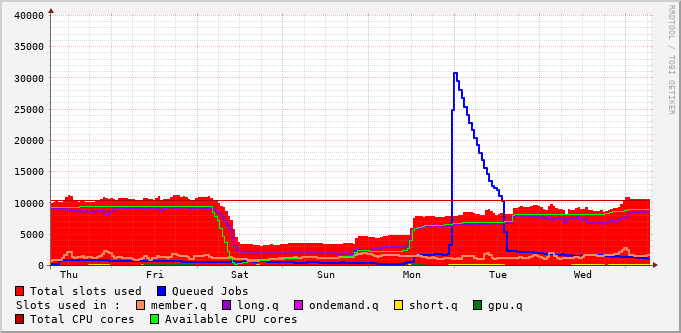 40000
35000
30000
25000
20000
15000
10000
5000
0
Thu Fri Sat Sun Mon Tue Wed
RRDTOOL / TOBI OETIKER
Total slots used Queued Jobs
Slots used in : member.q long.q ondemand.q short.q gpu.q
Total CPU cores Available CPU cores